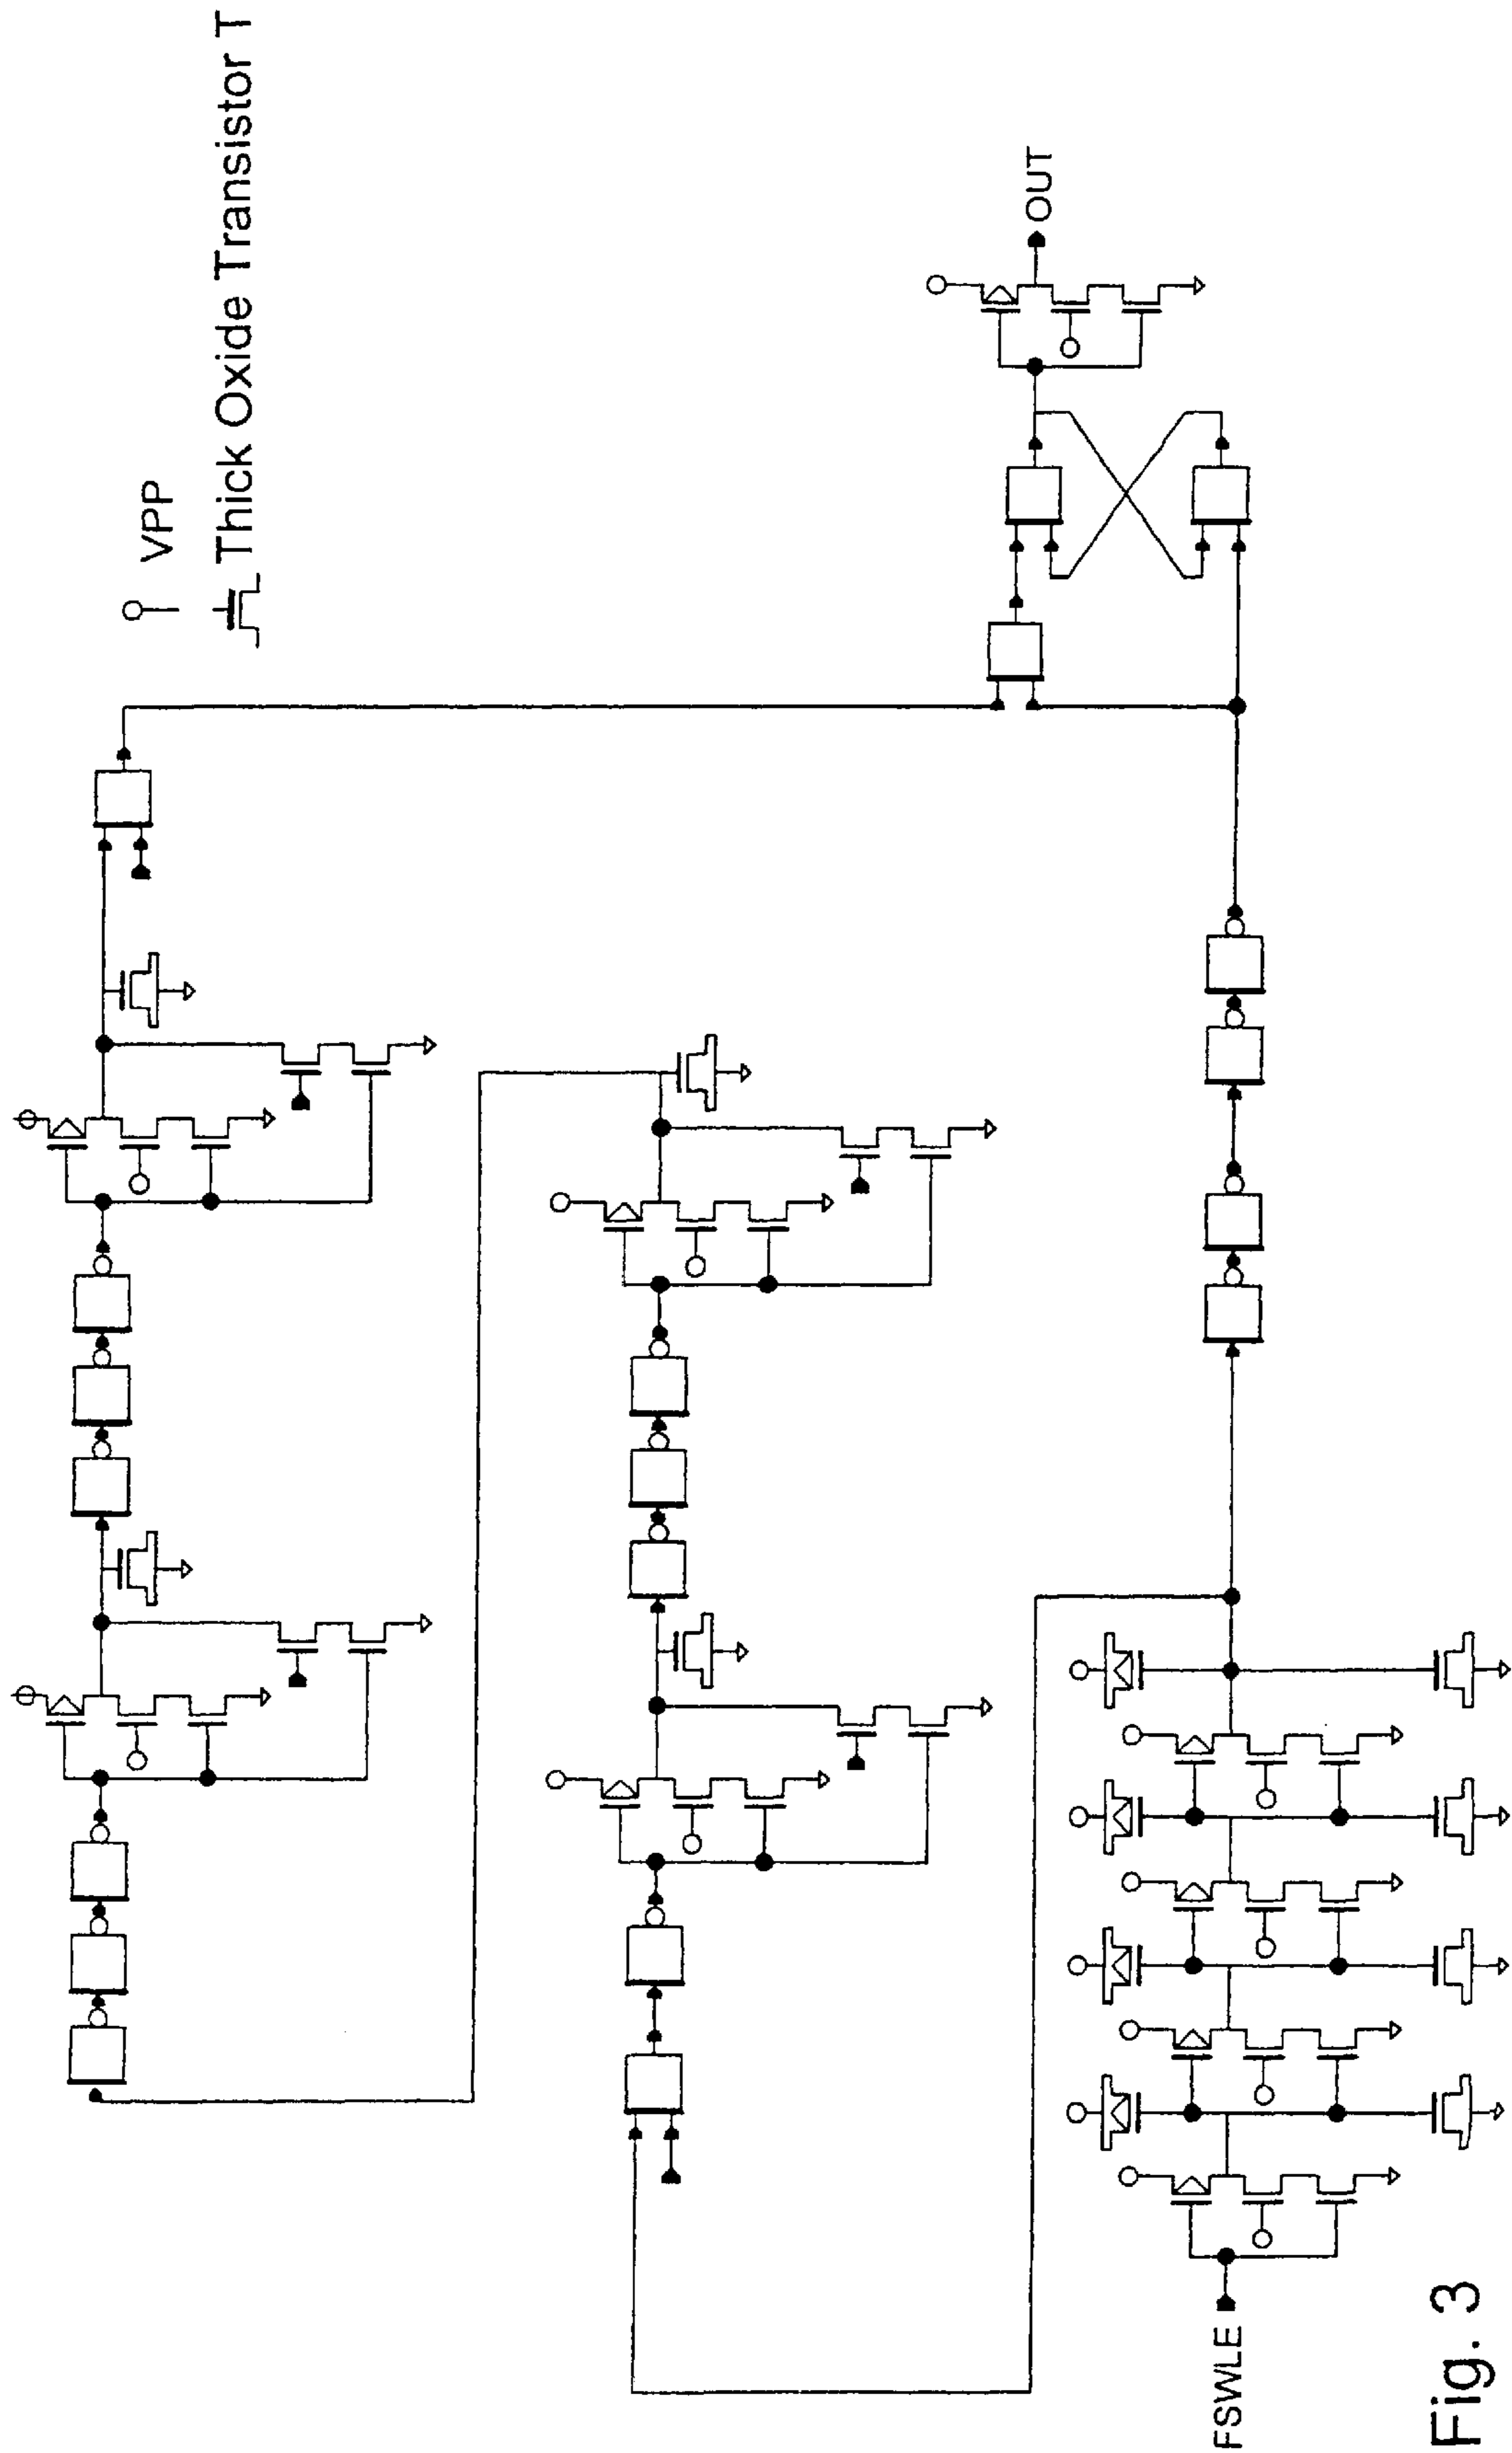 VPP
Thick Oxide Transistor T
OUT
FSWLE
Fig. 3